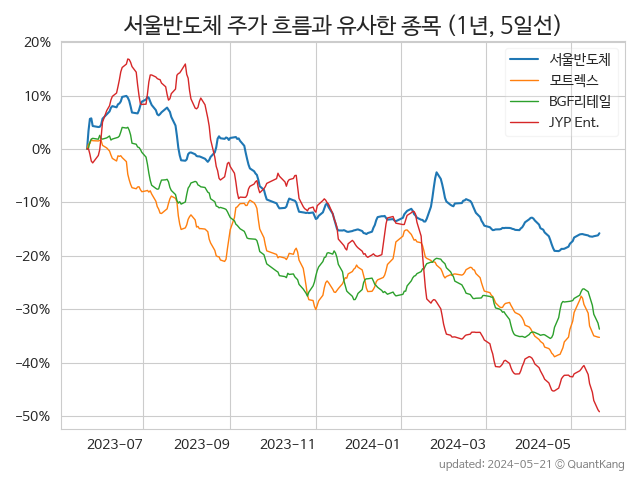 서울반도체 주가 흐름과 유사한 종목 (1년, 5일선)
서울반도체
모트렉스
BGF리테일
JYP Ent.
20%
10%
0%
−10%
−20%
−30%
−40%
−50%
2023-07
2023-09
2023-11
2024-01
2024-03
2024-05
updated: 2024-05-21 © QuantKang